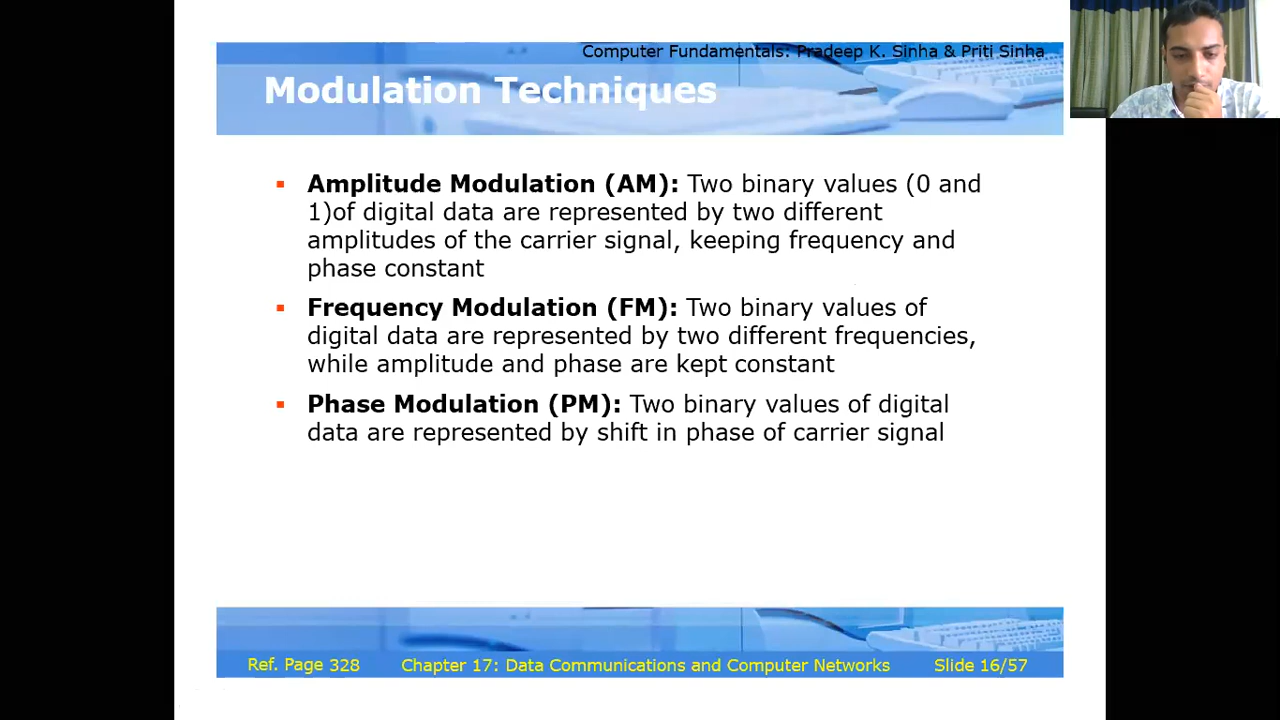 Computer Fundamentals: Pradeep K. Sinha & Priti Sinha
Modulation Techniques
▪ Amplitude Modulation (AM): Two binary values (0 and
1)of digital data are represented by two different
amplitudes of the carrier signal, keeping frequency and
phase constant
▪ Frequency Modulation (FM): Two binary values of
digital data are represented by two different frequencies,
while amplitude and phase are kept constant
▪ Phase Modulation (PM): Two binary values of digital
data are represented by shift in phase of carrier signal
Ref. Page 328 Chapter 17: Data Communications and Computer Networks Slide 16/57